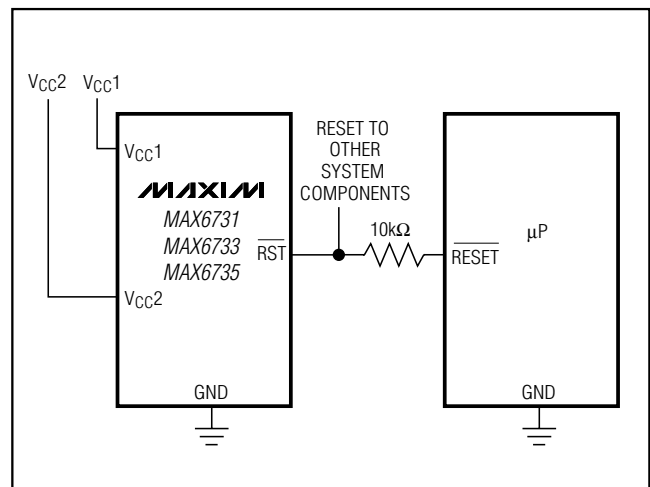 VCC2 VCC1
VCC1
MAXIM
MAX6731
MAX6733
MAX6735
RST
VCC2
GND
RESET TO
OTHER
SYSTEM
COMPONENTS
10kΩ
RESET
µP
GND